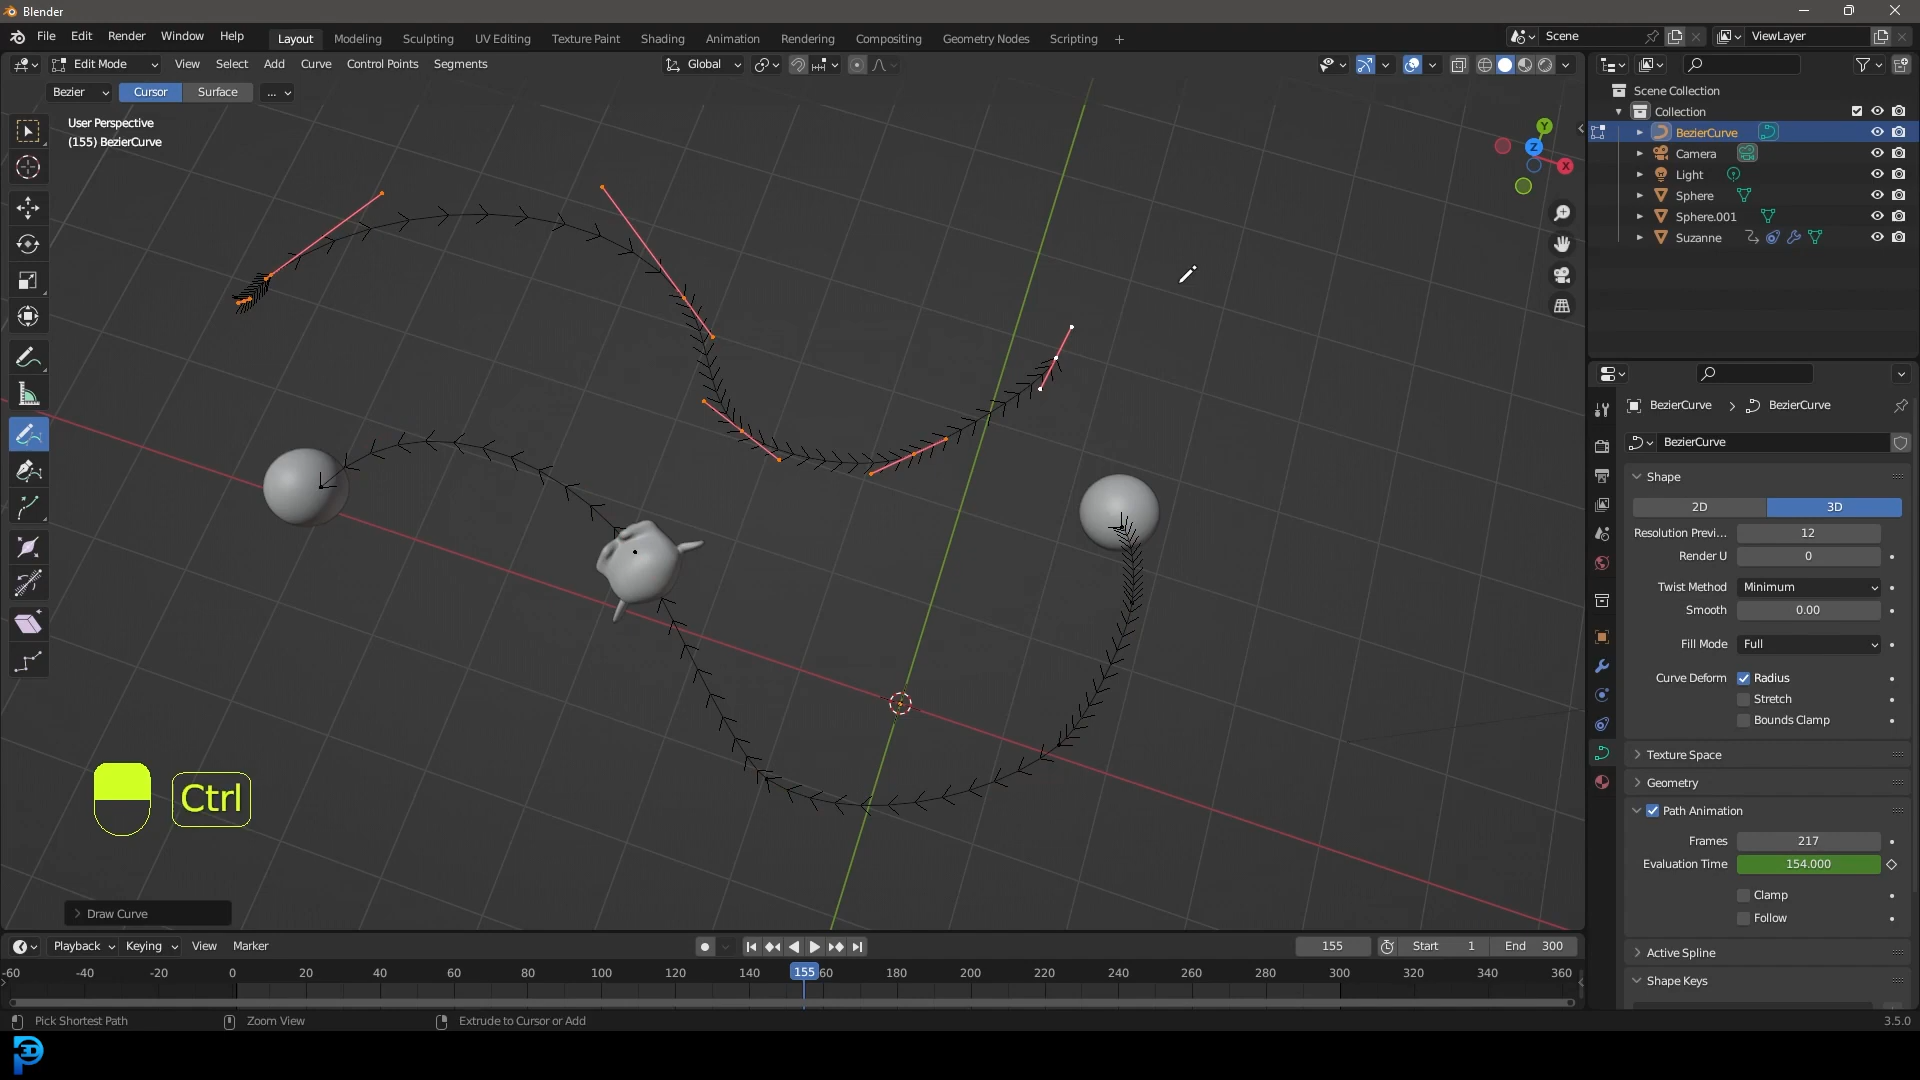 Blender
File Edit Render Window Help Layout Modeling Sculpting UV Editing Texture Paint Shading Animation Rendering Compositing Geometry Nodes Scripting + Scene ViewLayer
Edit Mode View Select Add Curve Control Points Segments Global
Bezier Cursor Surface ...
User Perspective
(155) BezierCurve
Y
Z
X
Scene Collection
Collection
BezierCurve
Camera
Light
Sphere
Sphere.001
Suzanne
BezierCurve > BezierCurve
BezierCurve
Shape
2D 3D
Resolution Previ... 12
Render U 0
Twist Method Minimum
Smooth 0.00
Fill Mode Full
Curve Deform Radius
Stretch
Bounds Clamp
Texture Space
Geometry
Path Animation
Frames 217
Evaluation Time 154.000
Clamp
Follow
Active Spline
Shape Keys
Ctrl
Draw Curve
Playback Keying View Marker 155 Start 1 End 300
-60 -40 -20 0 20 40 60 80 100 120 140 155 60 180 200 220 240 260 280 300 320 340 360
Pick Shortest Path Zoom View Extrude to Cursor or Add 3.5.0
3D